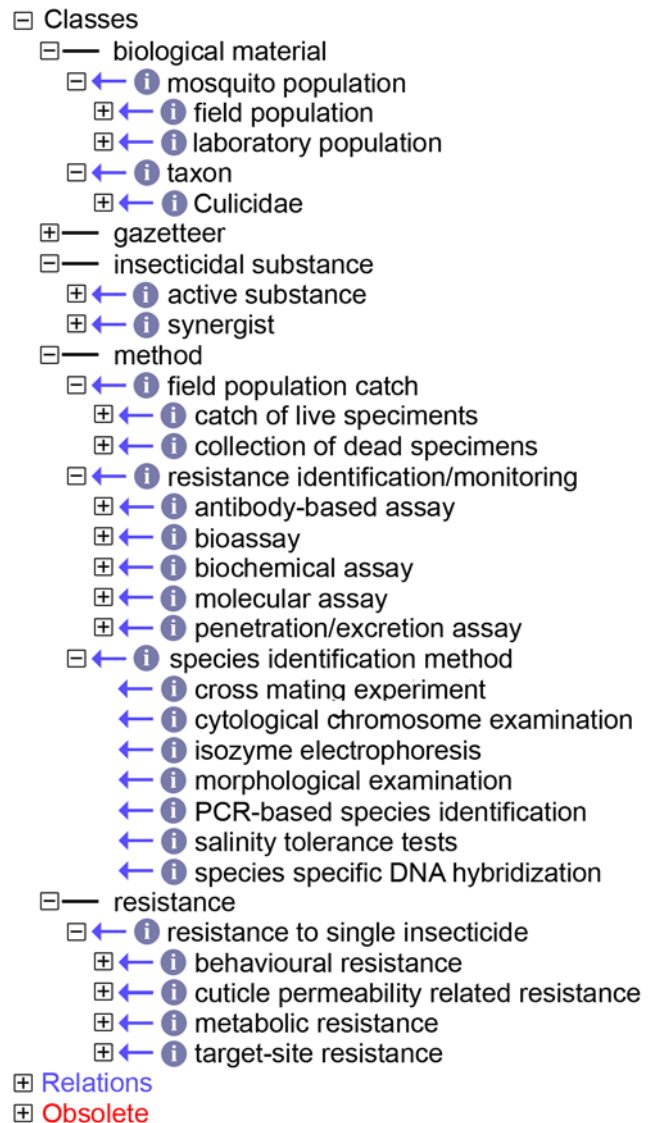 Classes
biological material
mosquito population
field population
laboratory population
taxon
Culicidae
gazetteer
insecticidal substance
active substance
synergist
method
field population catch
catch of live speciments
collection of dead specimens
resistance identification/monitoring
antibody-based assay
bioassay
biochemical assay
molecular assay
penetration/excretion assay
species identification method
cross mating experiment
cytological chromosome examination
isozyme electrophoresis
morphological examination
PCR-based species identification
salinity tolerance tests
species specific DNA hybridization
resistance
resistance to single insecticide
behavioural resistance
cuticle permeability related resistance
metabolic resistance
target-site resistance
Relations
Obsolete